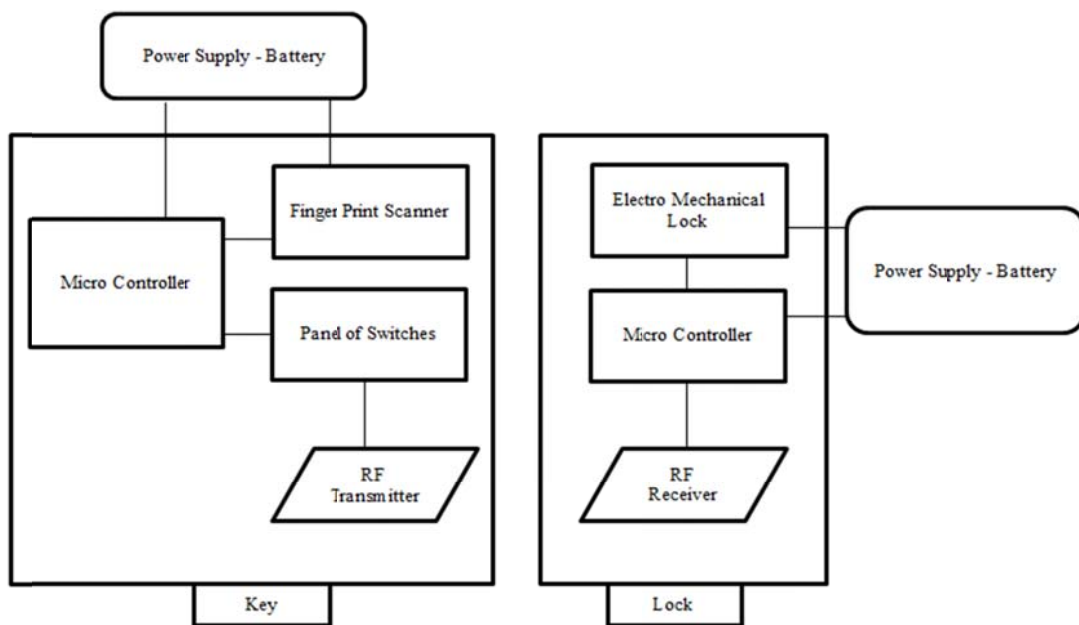 Power Supply - Battery
Finger Print Scanner
Micro Controller
Panel of Switches
RF
Transmitter
Key
Electro Mechanical
Lock
Power Supply - Battery
Micro Controller
RF
Receiver
Lock